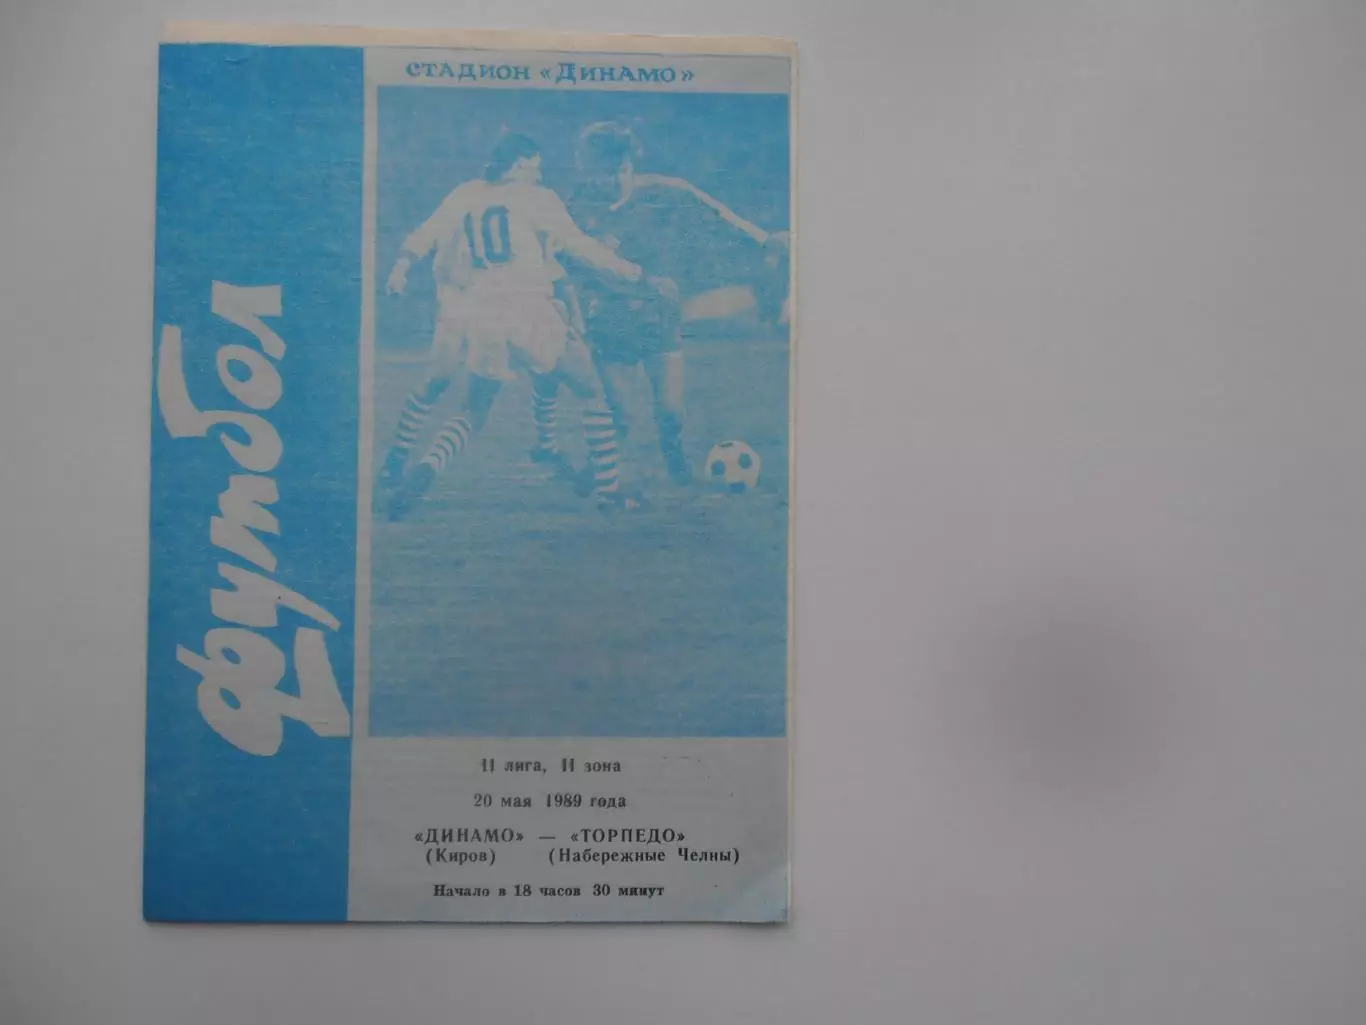 СТАДИОН «ДИНАМО»
футбол
10
II лига, II зона
20 мая 1989 года
«ДИНАМО» — «ТОРПЕДО»
(Киров) (Набережные Челны)
Начало в 18 часов 30 минут